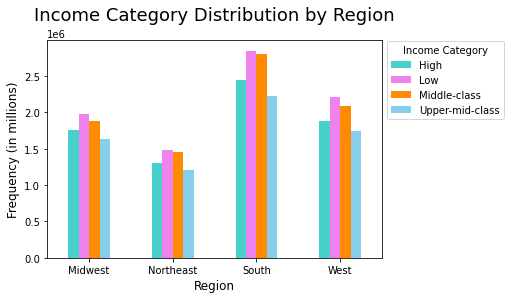 Income Category Distribution by Region
1e6
Frequency (in millions)
2.5
2.0
1.5
1.0
0.5
0.0
Midwest
Northeast
South
West
Region
Income Category
High
Low
Middle-class
Upper-mid-class